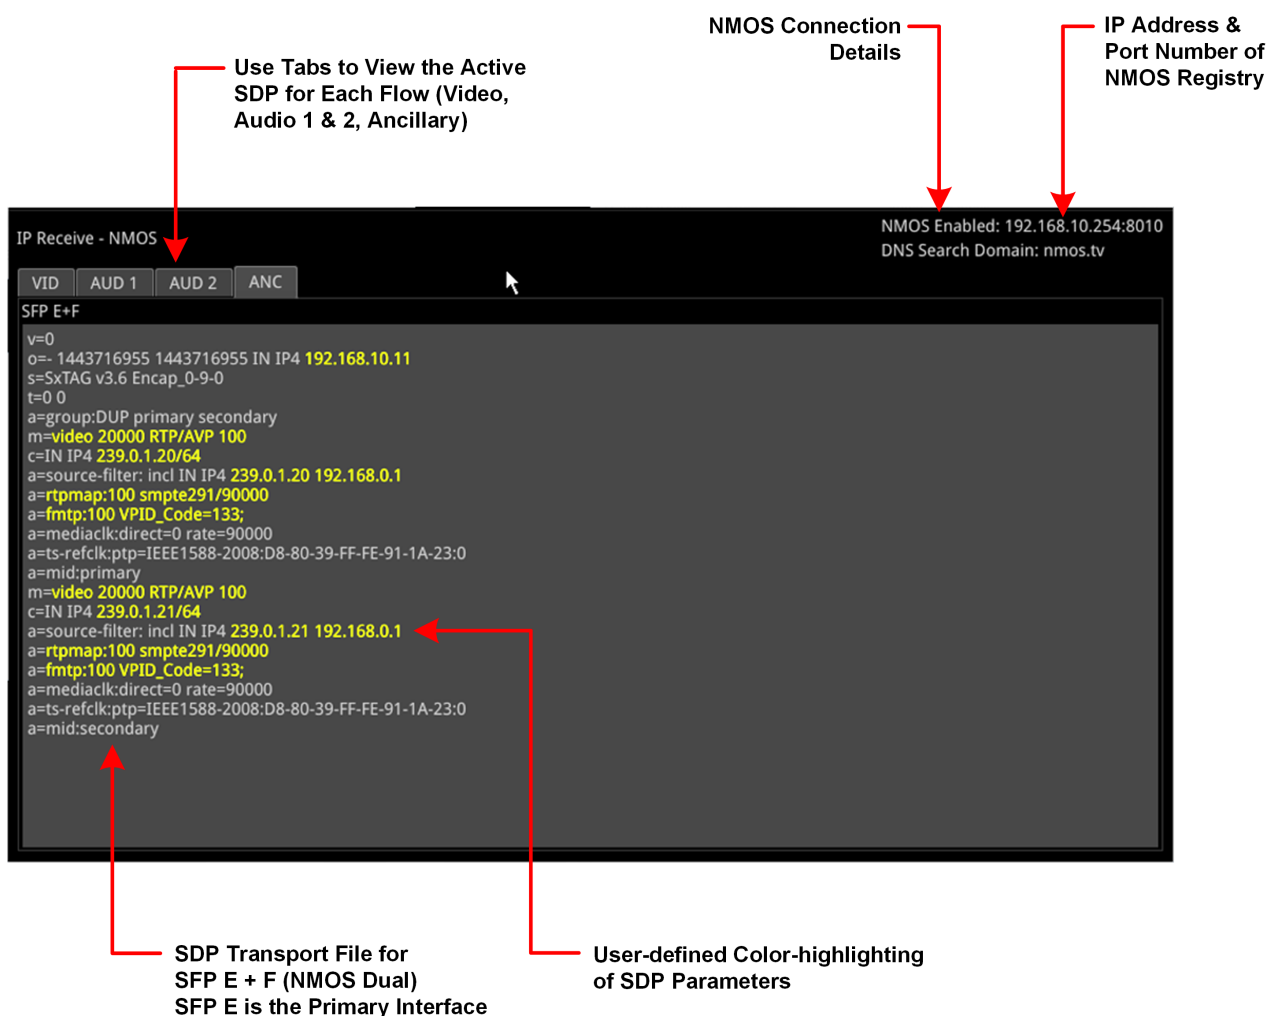 NMOS Connection
Details
IP Address &
Port Number of
NMOS Registry
Use Tabs to View the Active
SDP for Each Flow (Video,
Audio 1 & 2, Ancillary)
IP Receive - NMOS
NMOS Enabled: 192.168.10.254:8010
DNS Search Domain: nmos.tv
VID AUD 1 AUD 2 ANC
SFP E+F
v=0
o=- 1443716955 1443716955 IN IP4 192.168.10.11
s=SxTAG v3.6 Encap_0-9-0
t=0 0
a=group:DUP primary secondary
m=video 20000 RTP/AVP 100
c=IN IP4 239.0.1.20/64
a=source-filter: incl IN IP4 239.0.1.20 192.168.0.1
a=rtpmap:100 smpte291/90000
a=fmtp:100 VPID_Code=133;
a=mediaclk:direct=0 rate=90000
a=ts-refclk:ptp=IEEE1588-2008:D8-80-39-FF-FE-91-1A-23:0
a=mid:primary
m=video 20000 RTP/AVP 100
c=IN IP4 239.0.1.21/64
a=source-filter: incl IN IP4 239.0.1.21 192.168.0.1
a=rtpmap:100 smpte291/90000
a=fmtp:100 VPID_Code=133;
a=mediaclk:direct=0 rate=90000
a=ts-refclk:ptp=IEEE1588-2008:D8-80-39-FF-FE-91-1A-23:0
a=mid:secondary
SDP Transport File for
SFP E + F (NMOS Dual)
SFP E is the Primary Interface
User-defined Color-highlighting
of SDP Parameters